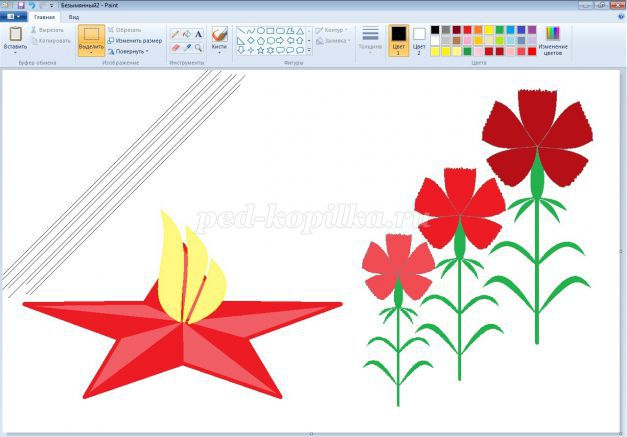 Безымянный2 - Paint
Главная Вид
Вставить
Вырезать
Копировать
Буфер обмена
Выделить
Обрезать
Изменить размер
Повернуть
Изображение
Инструменты
Кисти
Фигуры
Контур
Заливка
Толщина
Цвет 1
Цвет 2
Изменение цветов
Цвета
ped-kopilka.ru